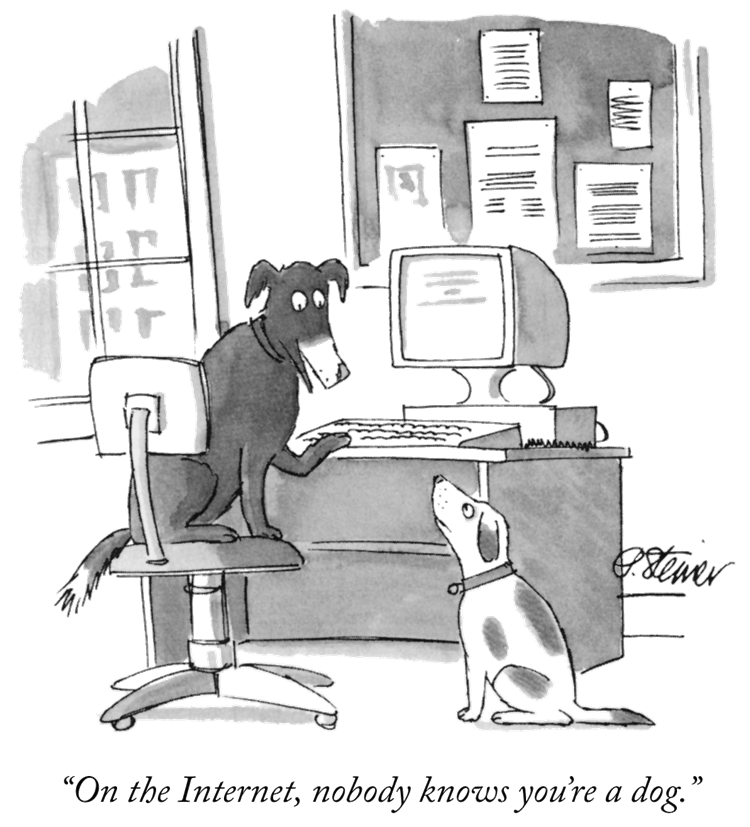 P. Steiner
“On the Internet, nobody knows you’re a dog.”